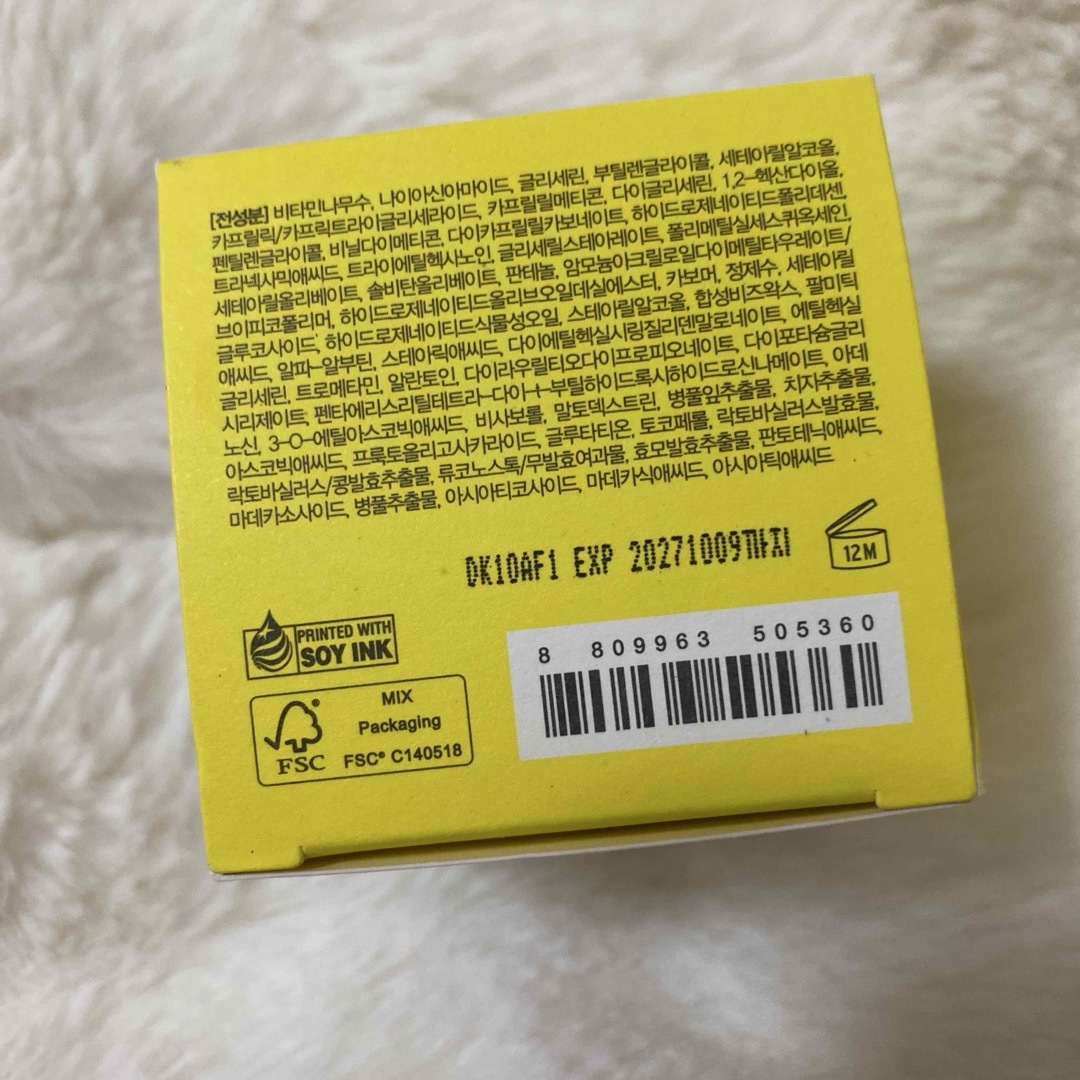 [전성분] 비타민나무수, 나이아신아마이드, 글리세린, 부틸렌글라이콜, 세테아릴알코올,
카프릴릭/카프릭트라이글리세라이드, 카프릴릴메티콘, 다이글리세린, 1,2-헥산다이올,
펜틸렌글라이콜, 비닐다이메티콘, 다이카프릴릴카보네이트, 하이드로제네이티드폴리데센,
트라넥사믹애씨드, 트라이에틸헥사노인, 글리세릴스테아레이트, 폴리메틸실세스퀴옥세인,
세테아릴올리베이트, 솔비탄올리베이트, 판테놀, 암모늄아크릴로일다이메틸타우레이트/
브이피코폴리머, 하이드로제네이티드올리브오일데실에스터, 카보머, 정제수, 세테아릴
글루코사이드, 하이드로제네이티드식물성오일, 스테아릴알코올, 합성비즈왁스, 팔미틱
애씨드, 알파-알부틴, 스테아릭애씨드, 다이에틸헥실시링질리덴말로네이트, 에틸헥실
글리세린, 트로메타민, 알란토인, 다이라우릴티오다이프로피오네이트, 다이포타슘글리
시리제이트, 펜타에리스리틸테트라-다이-t-부틸하이드록시하이드로신나메이트, 아데
노신, 3-O-에틸아스코빅애씨드, 비사보롤, 말토덱스트린, 병풀잎추출물, 치자추출물,
아스코빅애씨드, 프룩토올리고사카라이드, 글루타티온, 토코페롤, 락토바실러스발효물,
락토바실러스/콩발효추출물, 류코노스톡/무발효여과물, 효모발효추출물, 판토테닉애씨드,
마데카소사이드, 병풀추출물, 아시아티코사이드, 마데카식애씨드, 아시아틱애씨드
DK10AF1 EXP 20271009까지
12M
PRINTED WITH
SOY INK
8 809963 505360
MIX
Packaging
FSC® C140518
FSC